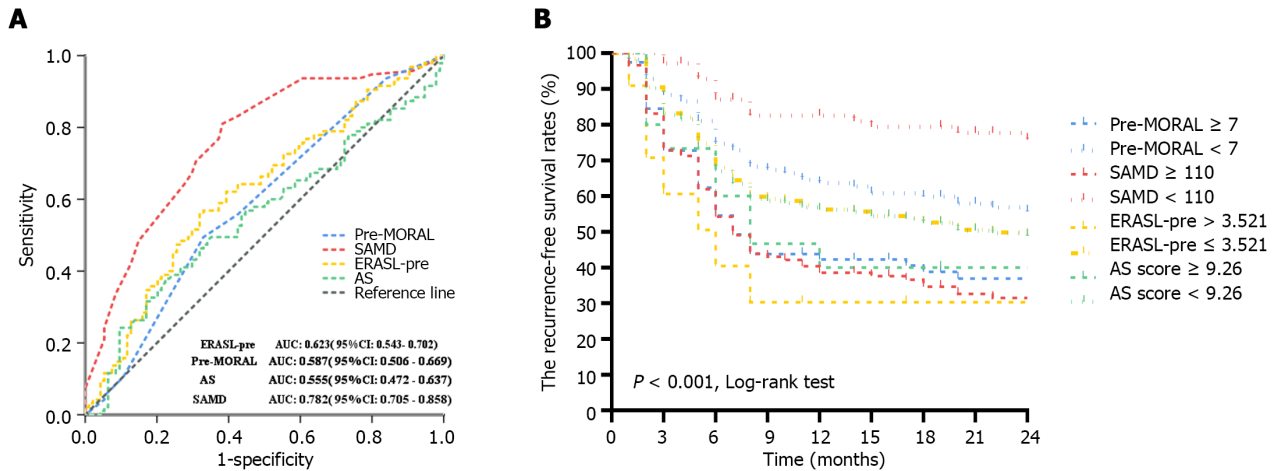 A
Sensitivity
1.0
0.8
0.6
0.4
0.2
0.0
Pre-MORAL
SAMD
ERASL-pre
AS
Reference line
ERASL-pre AUC: 0.623( 95%CI: 0.543- 0.702)
Pre-MORAL AUC: 0.587( 95%CI: 0.506 - 0.669)
AS AUC: 0.555( 95%CI: 0.472 - 0.637)
SAMD AUC: 0.782( 95%CI: 0.705 - 0.858)
0.0 0.2 0.4 0.6 0.8 1.0
1-specificity
B
The recurrence-free survival rates (%)
100
90
80
70
60
50
40
30
20
10
0
P < 0.001, Log-rank test
0 3 6 9 12 15 18 21 24
Time (months)
Pre-MORAL ≥ 7
Pre-MORAL < 7
SAMD ≥ 110
SAMD < 110
ERASL-pre > 3.521
ERASL-pre ≤ 3.521
AS score ≥ 9.26
AS score < 9.26